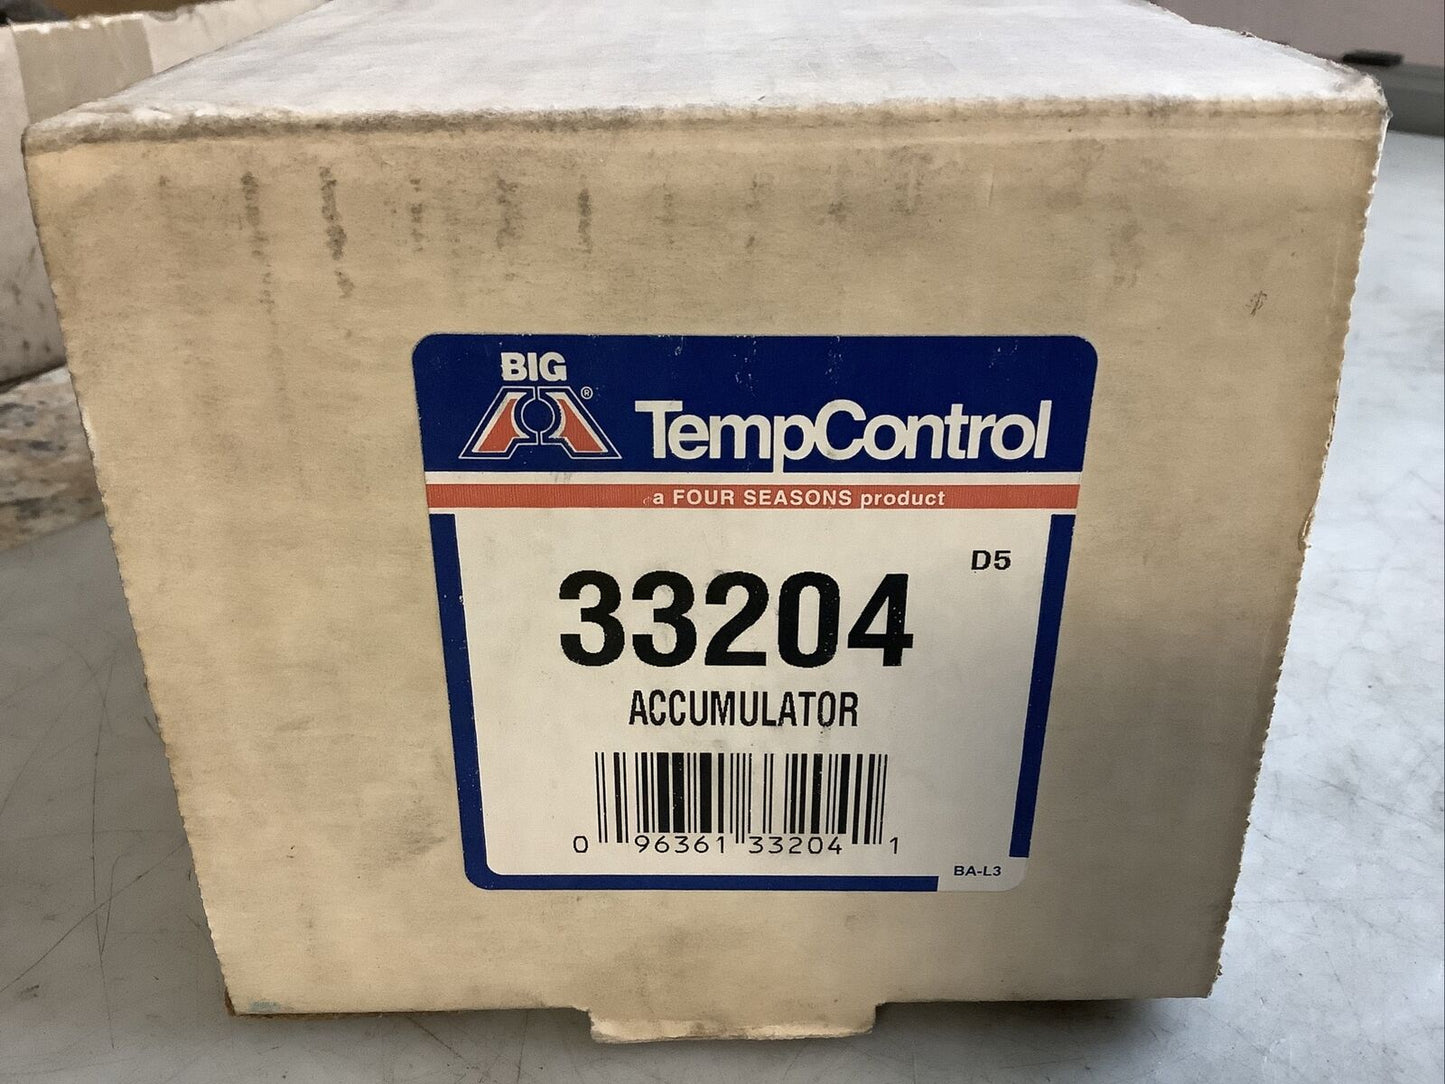 BIG
®
TempControl
a FOUR SEASONS product
D5
33204
ACCUMULATOR
0 96361 33204 1
BA-L3